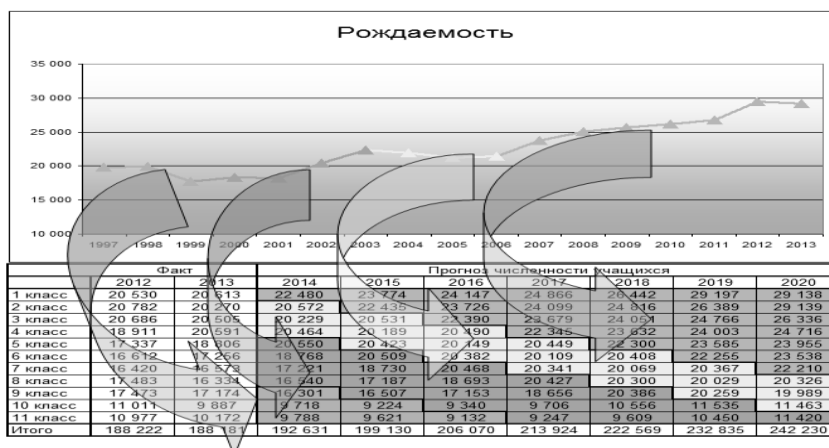 Рождаемость
35 000
30 000
25 000
20 000
15 000
10 000
1997 1998 1999 2000 2001 2002 2003 2004 2005 2006 2007 2008 2009 2010 2011 2012 2013
Факт Прогноз численности учащихся
2012 2013 2014 2015 2016 2017 2018 2019 2020
1 класс 20 530 20 613 22 480 23 774 24 147 24 866 26 442 29 197 29 138
2 класс 20 782 20 270 20 572 22 435 23 726 24 099 24 816 26 389 29 139
3 класс 20 686 20 505 20 229 20 531 22 390 23 679 24 051 24 766 26 336
4 класс 18 911 20 591 20 464 20 189 20 490 22 345 23 632 24 003 24 716
5 класс 17 337 18 806 20 550 20 423 20 149 20 449 22 300 23 585 23 955
6 класс 16 612 17 256 18 768 20 509 20 382 20 109 20 408 22 255 23 538
7 класс 16 420 16 573 17 221 18 730 20 468 20 341 20 069 20 367 22 210
8 класс 17 483 16 334 16 540 17 187 18 693 20 427 20 300 20 029 20 326
9 класс 17 473 17 174 16 301 16 507 17 153 18 656 20 386 20 259 19 989
10 класс 11 011 9 887 9 718 9 224 9 340 9 706 10 556 11 535 11 463
11 класс 10 977 10 172 9 788 9 621 9 132 9 247 9 609 10 450 11 420
Итого 188 222 188 181 192 631 199 130 206 070 213 924 222 569 232 835 242 230